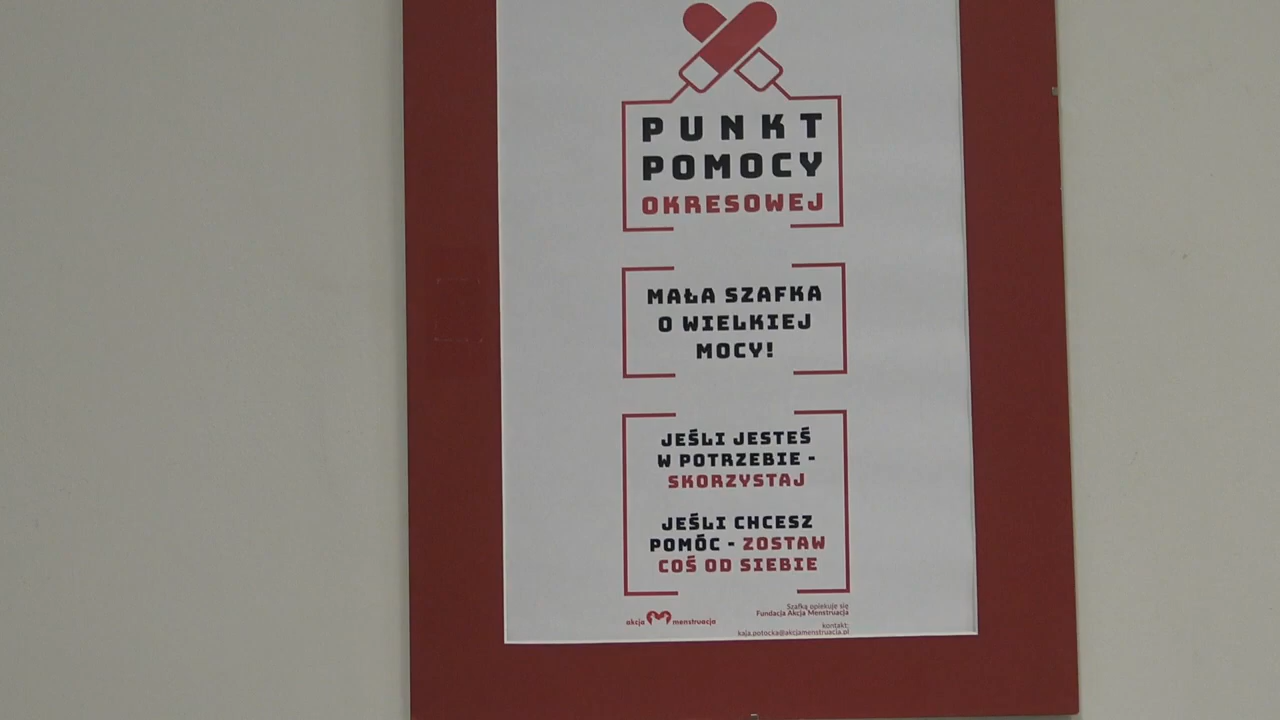 PUNKT
POMOCY
OKRESOWEJ
MAŁA SZAFKA
O WIELKIEJ
MOCY!
JEŚLI JESTEŚ
W POTRZEBIE -
SKORZYSTAJ
JEŚLI CHCESZ
POMÓC - ZOSTAW
COŚ OD SIEBIE
akcja menstruacja
Szafką opiekuje się
Fundacja Akcja Menstruacja
kontakt:
kaja.potocka@akcjamenstruacja.pl